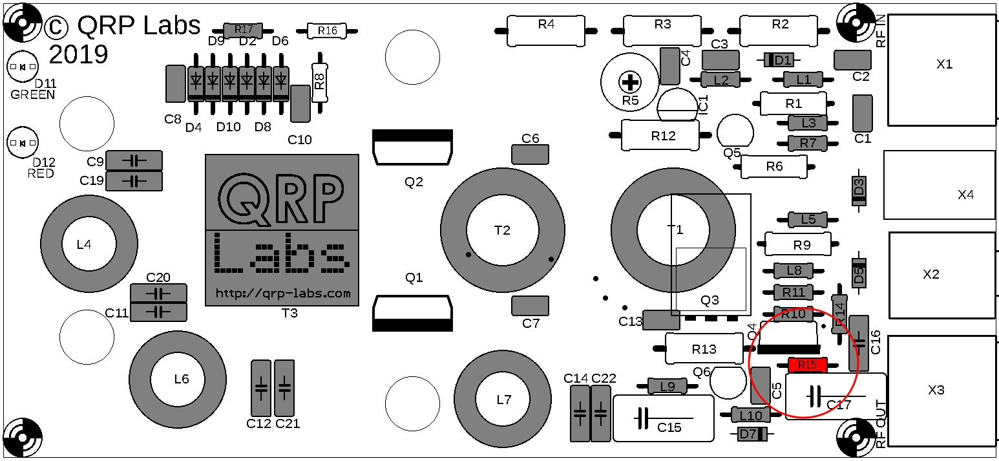 © QRP Labs
2019
R17
R16
R4
R3
R2
RF IN
D9 D2 D6
C3
C4
D1
X1
D11
GREEN
R8
L2
L1
C2
R5
IC1
R1
C8
D4 D10 D8
L3
C1
C10
R12
R7
C6
Q5
D12
RED
C9
R6
C19
Q2
D3
X4
QRP
Labs
http://qrp-labs.com
T3
L5
T2
T1
L4
R9
L8
D5
X2
C20
Q1
R11
Q3
C11
R10
R14
C7
C13
Q4
C16
R13
R15
Q6
L6
C14 C22
L9
C5
X3
L7
C17
C12 C21
L10
C15
D7
RF OUT